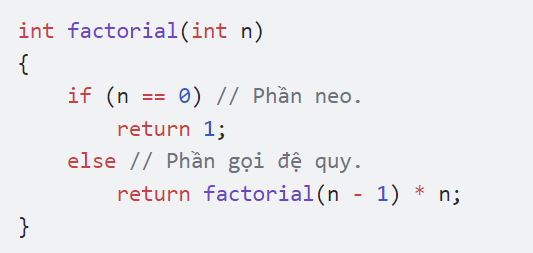 int factorial(int n)
{
    if (n == 0) // Phần neo.
        return 1;
    else // Phần gọi đệ quy.
        return factorial(n - 1) * n;
}